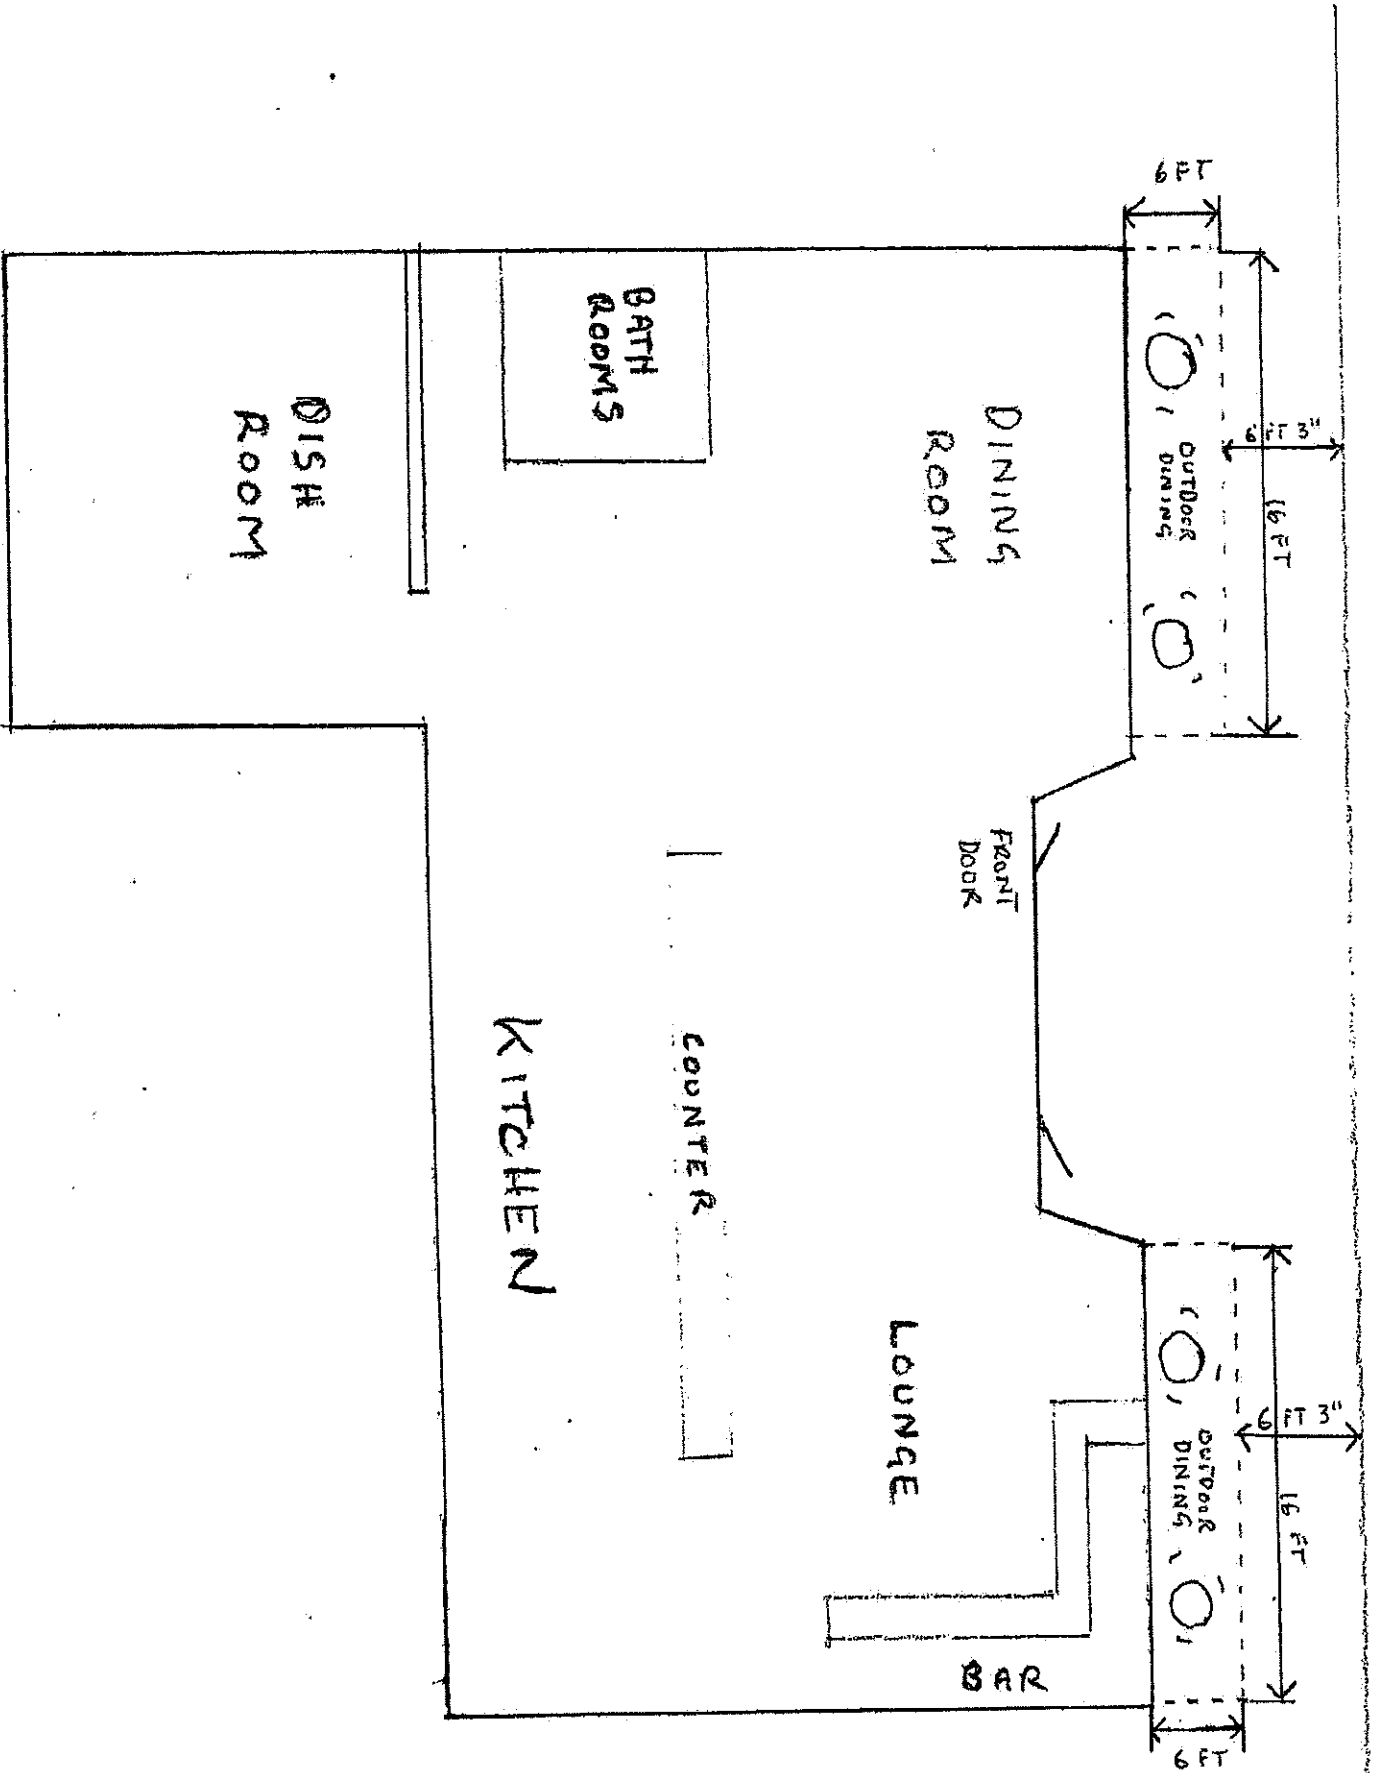 6 FT
BATH
ROOMS
DISH
ROOM
DINING
ROOM
OUTDOOR
DINING
6 FT 3"
16 FT
FRONT
DOOR
COUNTER
KITCHEN
LOUNGE
OUTDOOR
DINING
6 FT 3"
16 FT
BAR
6 FT